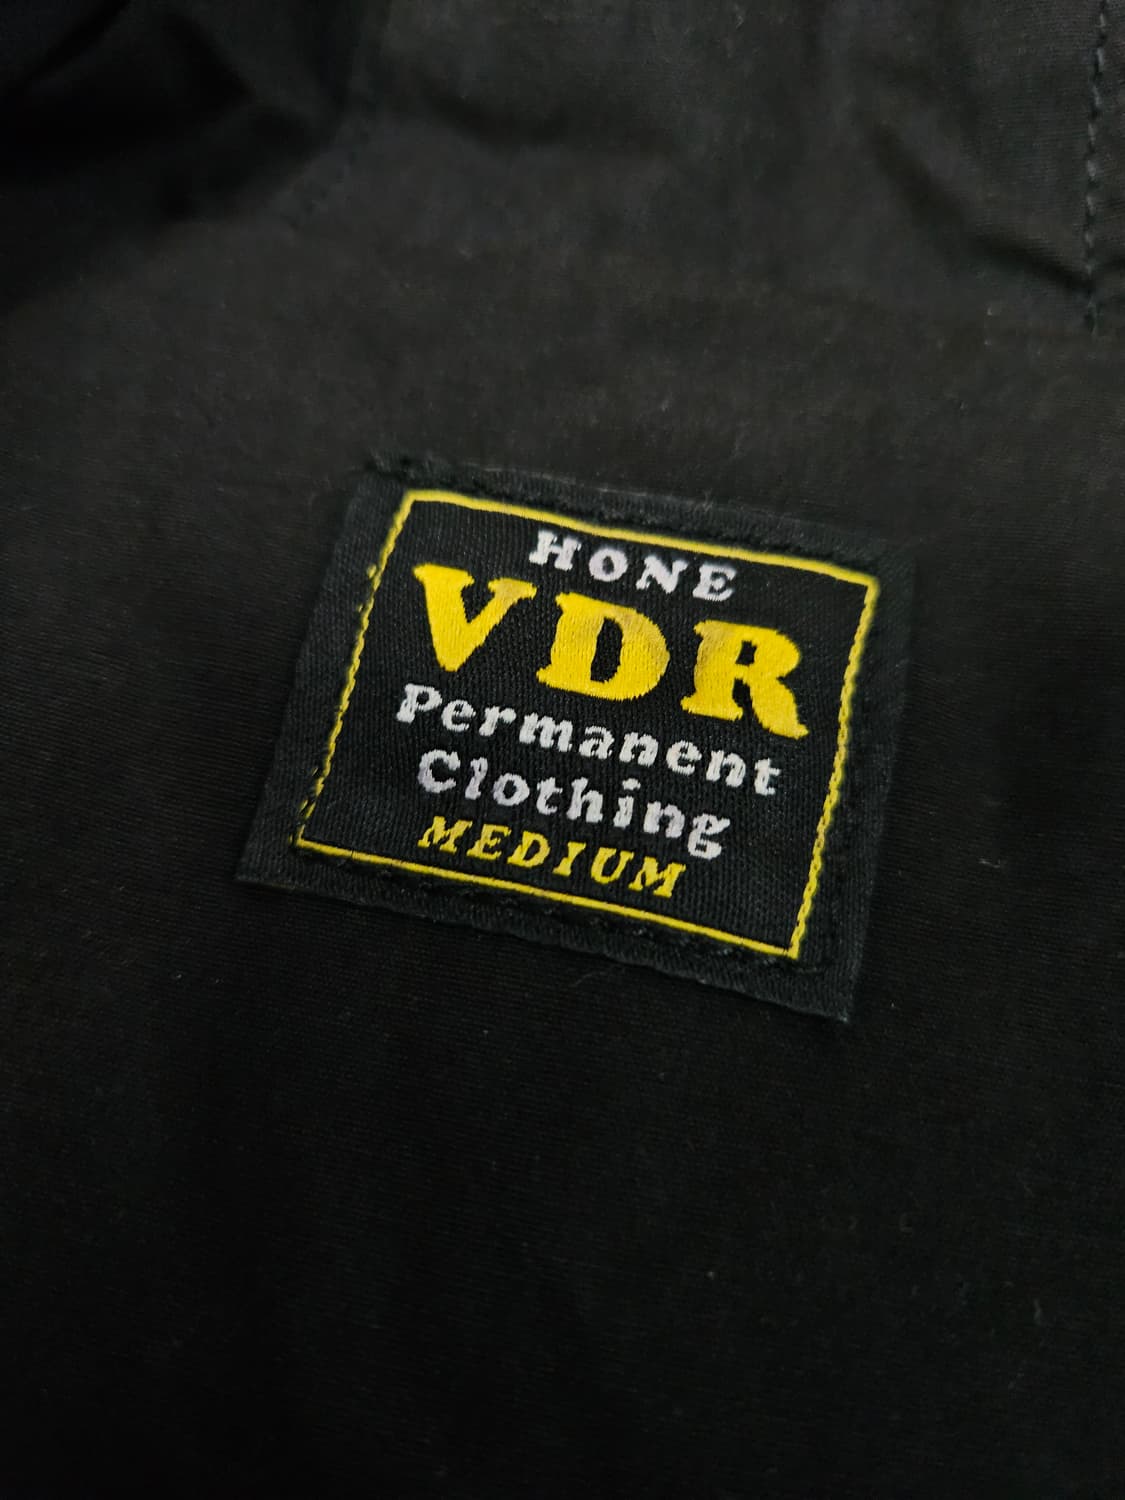 HONE
VDR
Permanent
Clothing
MEDIUM